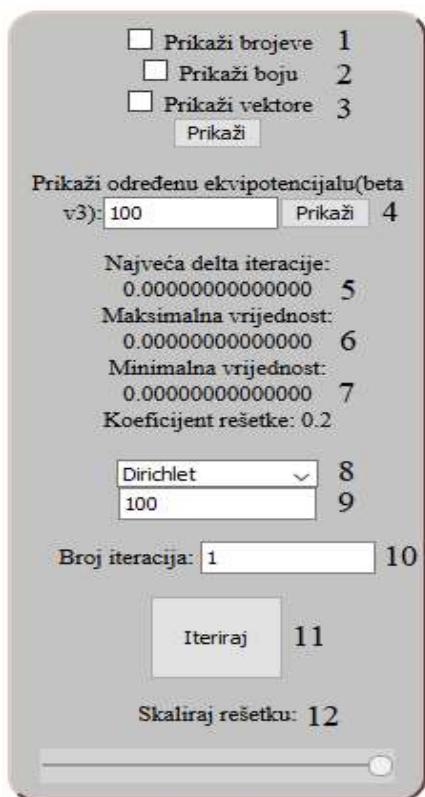 Prikaži brojeve 1
Prikaži boju 2
Prikaži vektore 3
Prikaži
Prikaži određenu ekvipotencijalu(beta
v3): 100 Prikaži 4
Najveća delta iteracije:
0.00000000000000 5
Maksimalna vrijednost:
0.00000000000000 6
Minimalna vrijednost:
0.00000000000000 7
Koeficijent rešetke: 0.2
Dirichlet 8
100 9
Broj iteracija: 1 10
Iteriraj 11
Skaliraj rešetku: 12